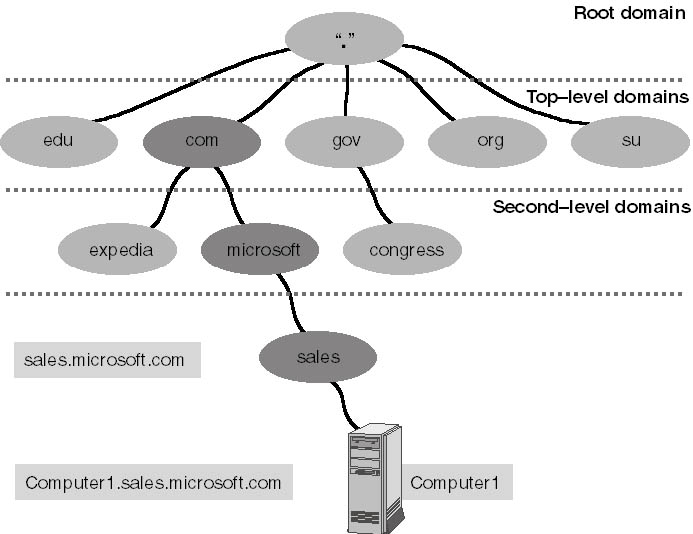 Root domain
“.”
Top–level domains
edu
com
gov
org
su
Second–level domains
expedia
microsoft
congress
sales.microsoft.com
sales
Computer1.sales.microsoft.com
Computer1